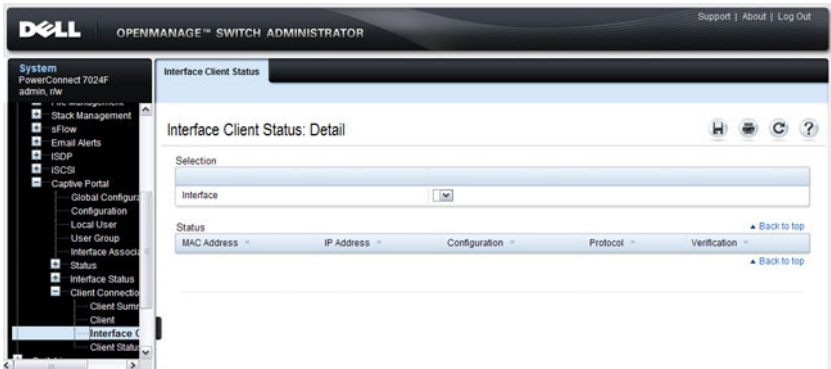 DELL
OPENMANAGE™ SWITCH ADMINISTRATOR
Support | About | Log Out
System
PowerConnect 7024F
admin, r/w
File Management
Stack Management
sFlow
Email Alerts
ISDP
iSCSI
Captive Portal
Global Configura
Configuration
Local User
User Group
Interface Associa
Status
Interface Status
Client Connectio
Client Summ
Client
Interface C
Client Status
Interface Client Status
Interface Client Status: Detail
Selection
Interface
Status
Back to top
MAC Address
IP Address
Configuration
Protocol
Verification
Back to top